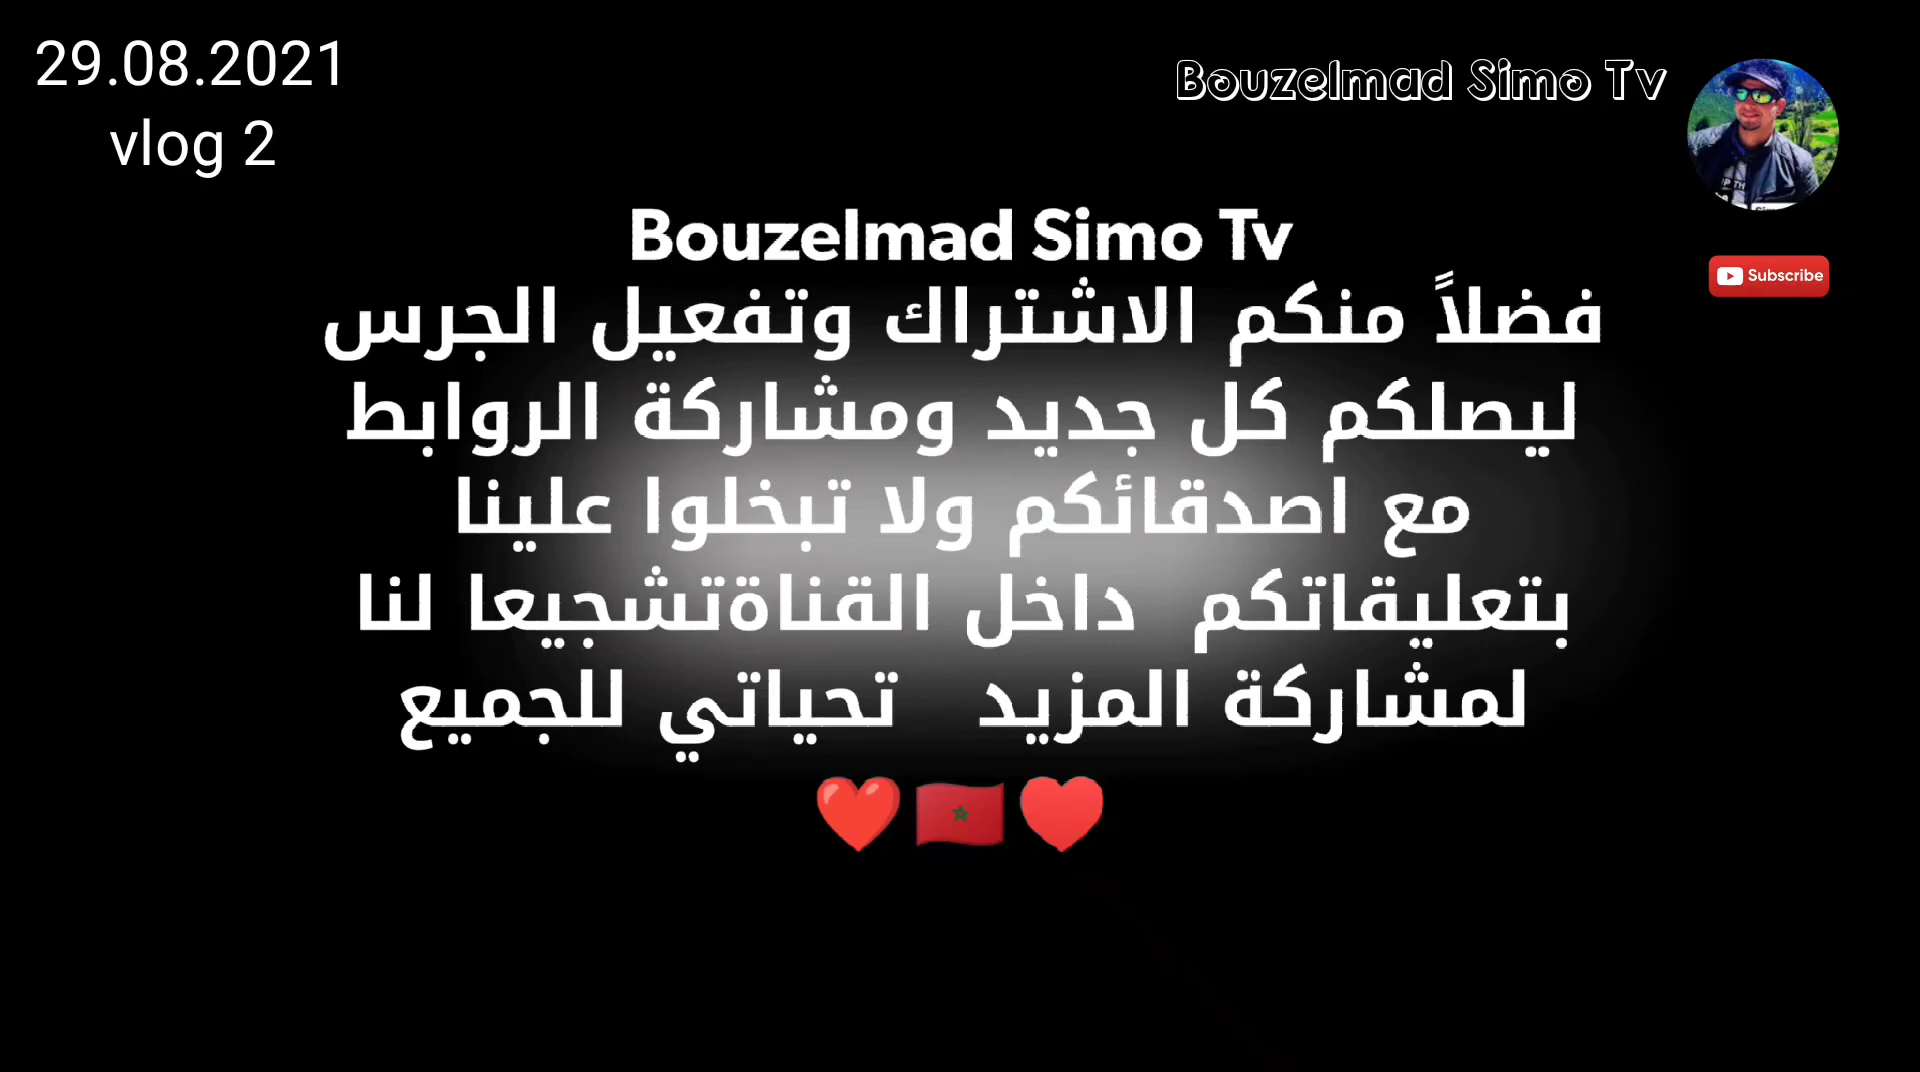 29.08.2021
vlog 2
Bouzelmad Simo Tv
Subscribe
Bouzelmad Simo Tv
فضلاً منكم الاشتراك وتفعيل الجرس
ليصلكم كل جديد ومشاركة الروابط
مع اصدقائكم ولا تبخلوا علينا
بتعليقاتكم داخل القناةتشجيعا لنا
لمشاركة المزيد تحياتي للجميع
❤️🇲🇦♥️